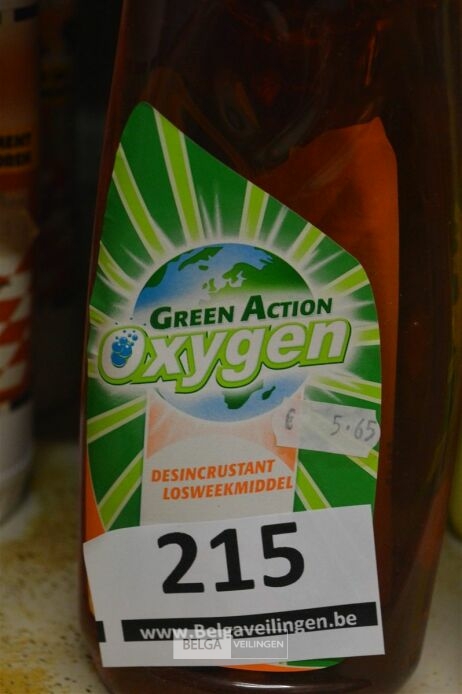 GREEN ACTION
Oxygen
€ 5.65
DESINCRUSTANT
LOSWEEKMIDDEL
215
www.Belgaveilingen.be
BELGA VEILINGEN